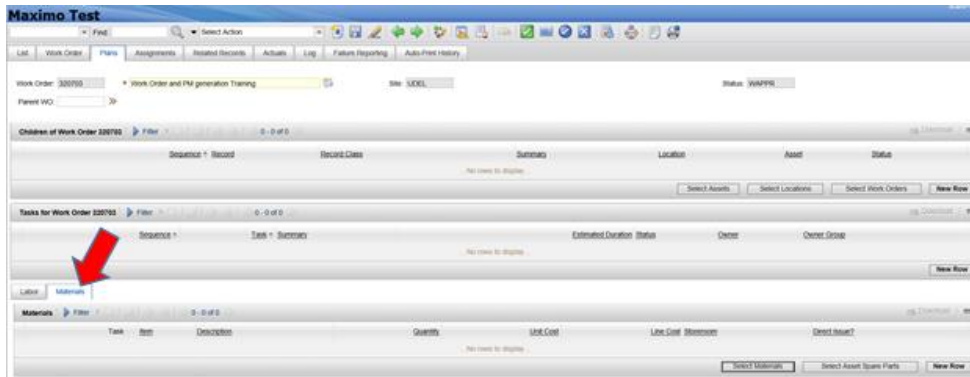 Maximo Test
Find: Select Action
List Work Order Plans Assignments Related Records Actuals Log Failure Reporting Auto-Print History
Work Order: 320703 * Work Order and PM generation Training Site: UDEL Status: WAPPR
Parent WO:
Children of Work Order 320703 Filter 0 - 0 of 0 Download
Sequence Record Record Class Summary Location Asset Status
No rows to display
Select Assets Select Locations Select Work Orders New Row
Tasks for Work Order 320703 Filter 0 - 0 of 0 Download
Sequence Task Summary Estimated Duration Status Owner Owner Group
No rows to display
New Row
Labor Materials
Materials Filter 0 - 0 of 0 Download
Task Item Description Quantity Unit Cost Line Cost Storeroom Direct Issue?
No rows to display
Select Materials Select Asset Spare Parts New Row